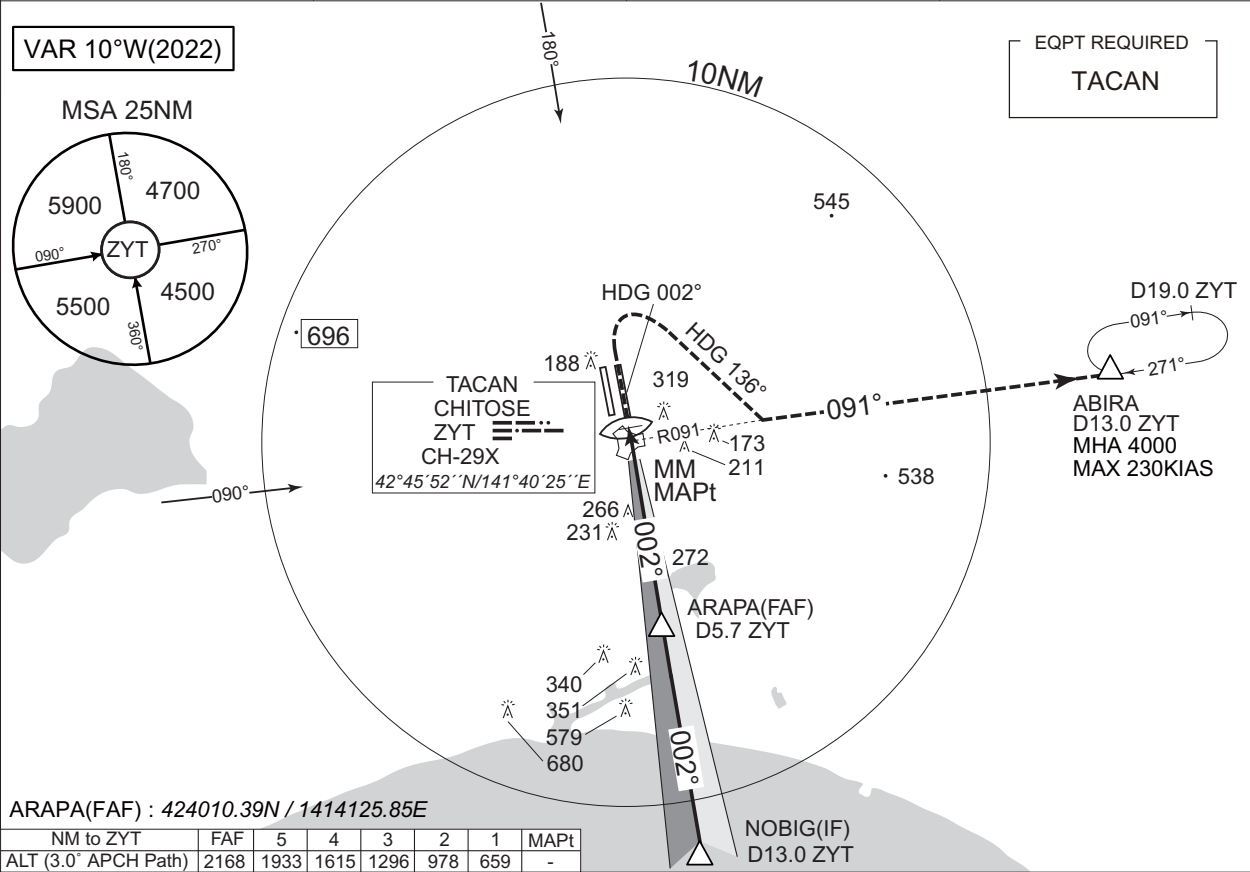 VAR 10°W(2022)
MSA 25NM
180°
5900
4700
090°
ZYT
270°
5500
4500
360°
180°
10NM
EQPT REQUIRED
TACAN
545
696
HDG 002°
HDG 136°
188
319
TACAN
CHITOSE
ZYT
CH-29X
42°45′52′′N/141°40′25′′E
R091
173
211
MM
MAPt
091°
D19.0 ZYT
091°
271°
ABIRA
D13.0 ZYT
MHA 4000
MAX 230KIAS
538
090°
266
231
002°
272
ARAPA(FAF)
D5.7 ZYT
340
351
579
680
002°
NOBIG(IF)
D13.0 ZYT
ARAPA(FAF) : 424010.39N / 1414125.85E
NM to ZYT FAF 5 4 3 2 1 MAPt
ALT (3.0° APCH Path) 2168 1933 1615 1296 978 659 -